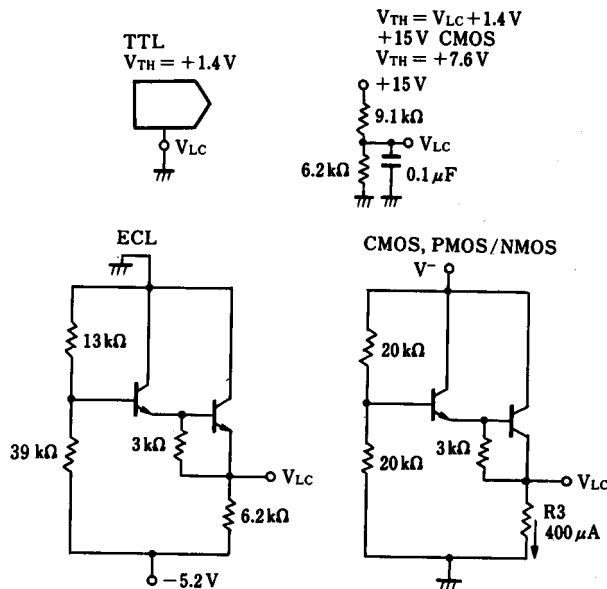 TTL
VTH = +1.4 V
VLC
VTH = VLC + 1.4 V
+15 V CMOS
VTH = +7.6 V
+15 V
9.1 kΩ
VLC
6.2 kΩ
0.1 μF
ECL
13 kΩ
39 kΩ
3 kΩ
VLC
6.2 kΩ
−5.2 V
CMOS, PMOS/NMOS
V−
20 kΩ
20 kΩ
3 kΩ
VLC
R3
400 μA